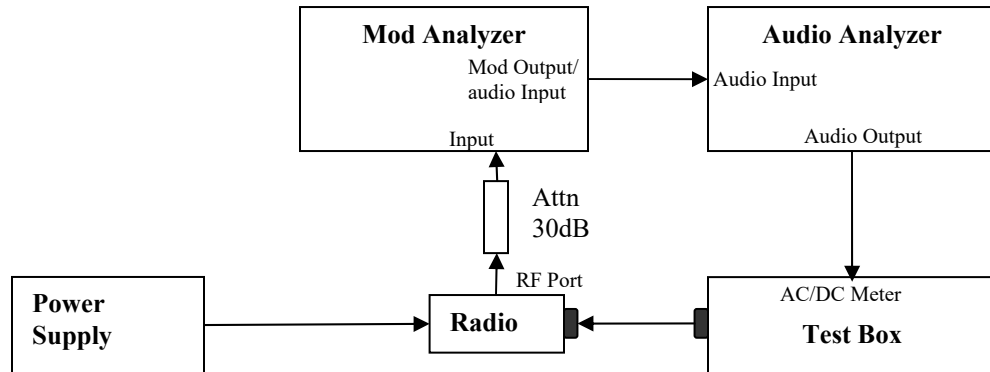 Mod Analyzer
Mod Output/
audio Input
Input
Audio Analyzer
Audio Input
Audio Output
Attn
30dB
RF Port
Power
Supply
Radio
AC/DC Meter
Test Box